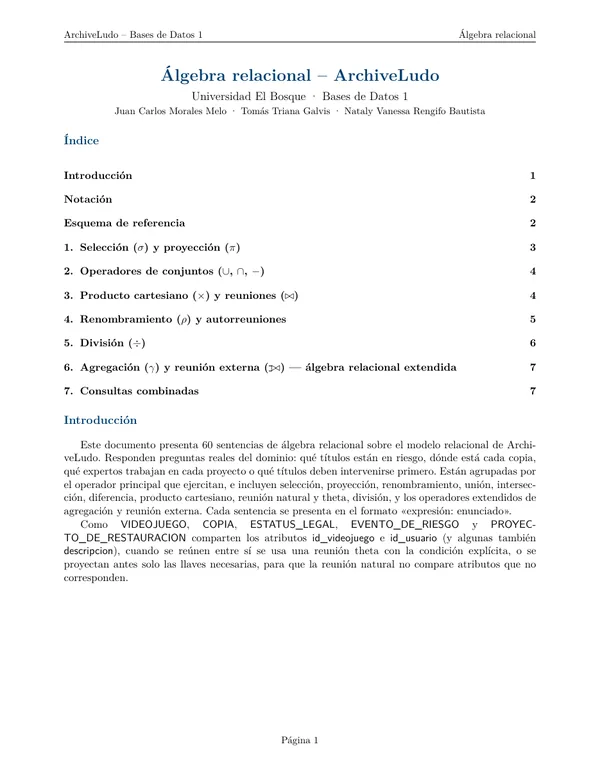 ArchiveLudo – Bases de Datos 1 Álgebra relacional
Álgebra relacional – ArchiveLudo
Universidad El Bosque · Bases de Datos 1
Juan Carlos Morales Melo · Tomás Triana Galvis · Nataly Vanessa Rengifo Bautista
Índice
Introducción 1
Notación 2
Esquema de referencia 2
1. Selección (σ) y proyección (π) 3
2. Operadores de conjuntos (∪, ∩, −) 4
3. Producto cartesiano (×) y reuniones (⋈) 4
4. Renombramiento (ρ) y autorreuniones 5
5. División (÷) 6
6. Agregación (γ) y reunión externa (⟕) — álgebra relacional extendida 7
7. Consultas combinadas 7
Introducción
Este documento presenta 60 sentencias de álgebra relacional sobre el modelo relacional de Archi-
veLudo. Responden preguntas reales del dominio: qué títulos están en riesgo, dónde está cada copia,
qué expertos trabajan en cada proyecto o qué títulos deben intervenirse primero. Están agrupadas por
el operador principal que ejercitan, e incluyen selección, proyección, renombramiento, unión, intersec-
ción, diferencia, producto cartesiano, reunión natural y theta, división, y los operadores extendidos de
agregación y reunión externa. Cada sentencia se presenta en el formato «expresión: enunciado».
Como VIDEOJUEGO, COPIA, ESTATUS_LEGAL, EVENTO_DE_RIESGO y PROYEC-
TO_DE_RESTAURACION comparten los atributos id_videojuego e id_usuario (y algunas también
descripcion), cuando se reúnen entre sí se usa una reunión theta con la condición explícita, o se
proyectan antes solo las llaves necesarias, para que la reunión natural no compare atributos que no
corresponden.
Página 1